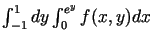 ∫_{-1}^{1} dy ∫_{0}^{e^y} f(x, y)dx